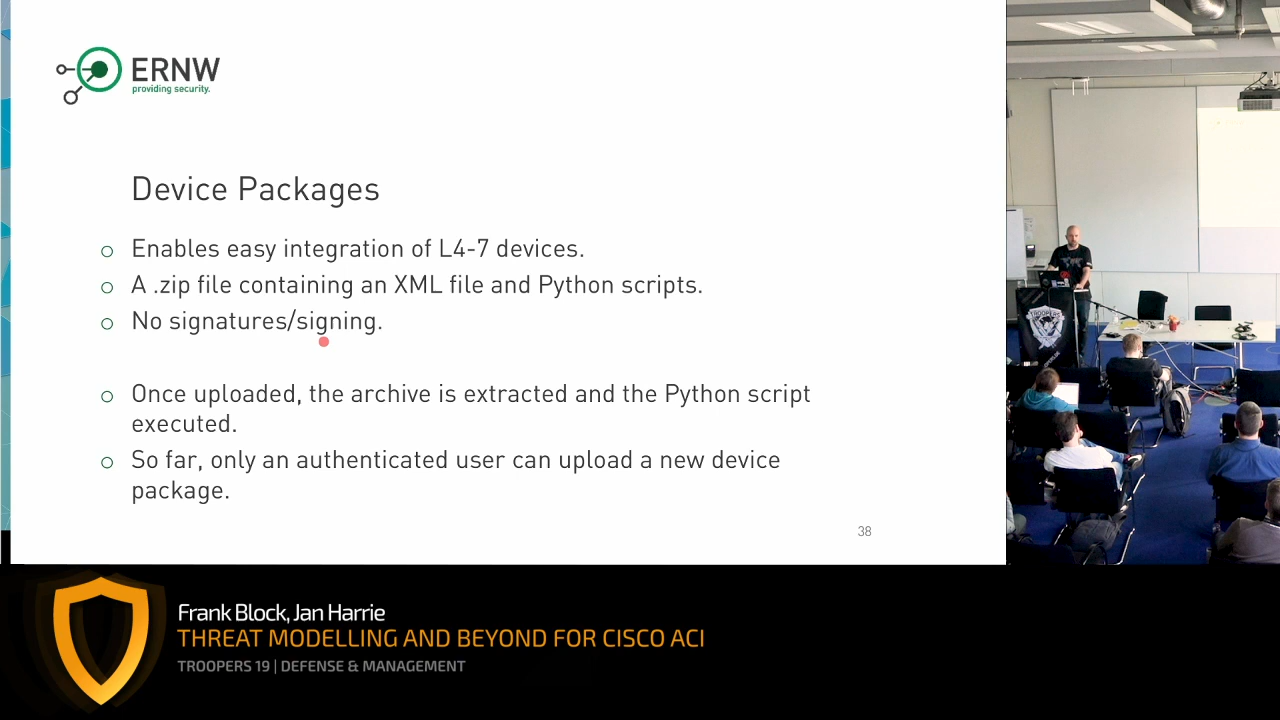 ERNW
providing security.
Device Packages
Enables easy integration of L4-7 devices.
A .zip file containing an XML file and Python scripts.
No signatures/signing.
Once uploaded, the archive is extracted and the Python script
executed.
So far, only an authenticated user can upload a new device
package.
38
TROOPERS
Frank Block, Jan Harrie
THREAT MODELLING AND BEYOND FOR CISCO ACI
TROOPERS 19 | DEFENSE & MANAGEMENT